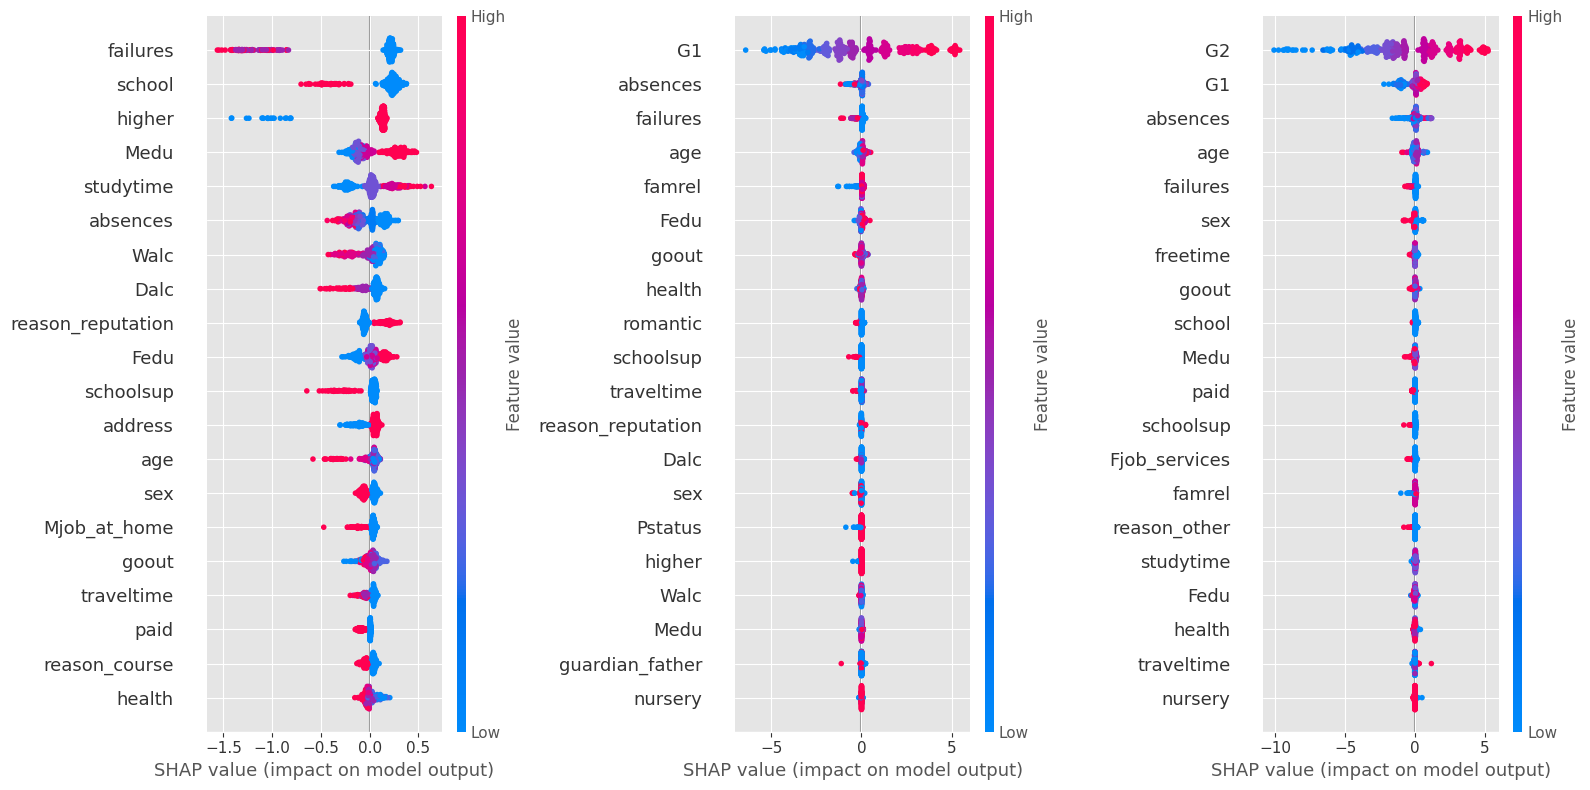 failures
school
higher
Medu
studytime
absences
Walc
Dalc
reason_reputation
Fedu
schoolsup
address
age
sex
Mjob_at_home
goout
traveltime
paid
reason_course
health
−1.5 −1.0 −0.5 0.0 0.5
SHAP value (impact on model output)
High
Feature value
Low
G1
absences
failures
age
famrel
Fedu
goout
health
romantic
schoolsup
traveltime
reason_reputation
Dalc
sex
Pstatus
higher
Walc
Medu
guardian_father
nursery
−5 0 5
SHAP value (impact on model output)
High
Feature value
Low
G2
G1
absences
age
failures
sex
freetime
goout
school
Medu
paid
schoolsup
Fjob_services
famrel
reason_other
studytime
Fedu
health
traveltime
nursery
−10 −5 0 5
SHAP value (impact on model output)
High
Feature value
Low